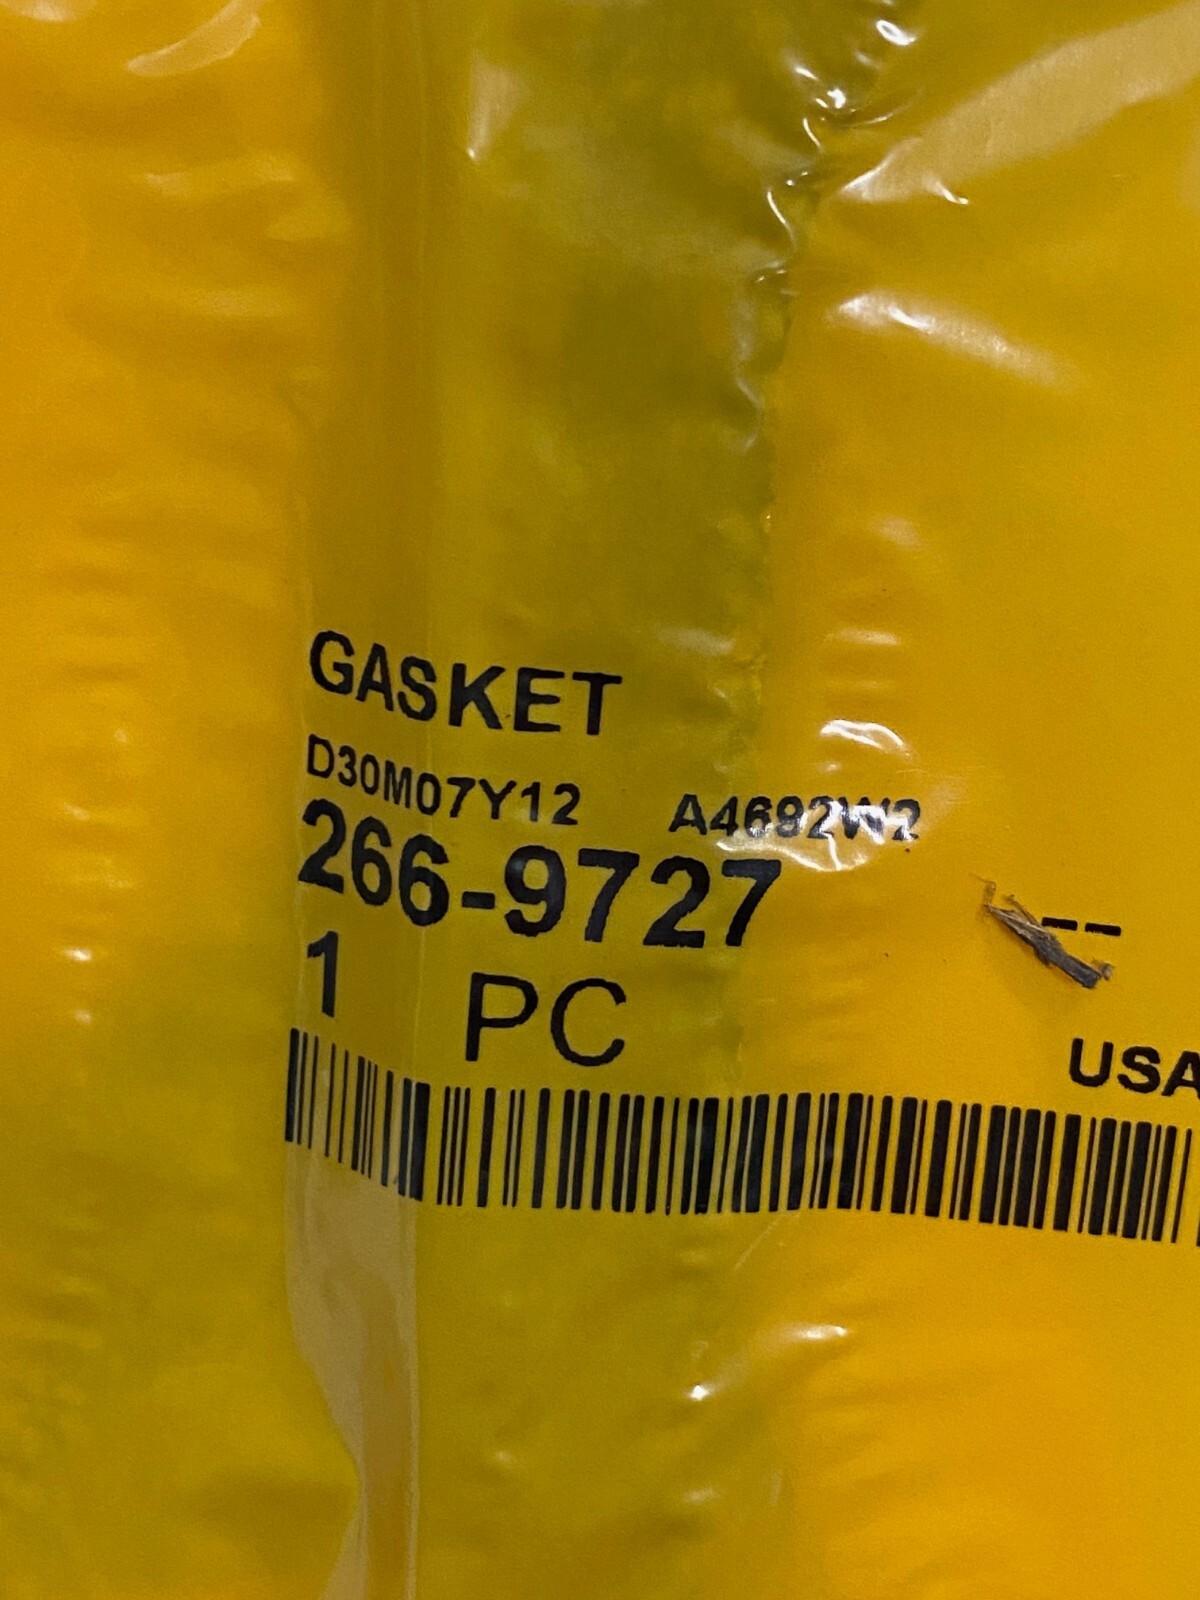 GASKET
D30M07Y12 A4692W2
266-9727 --
1 PC
USA